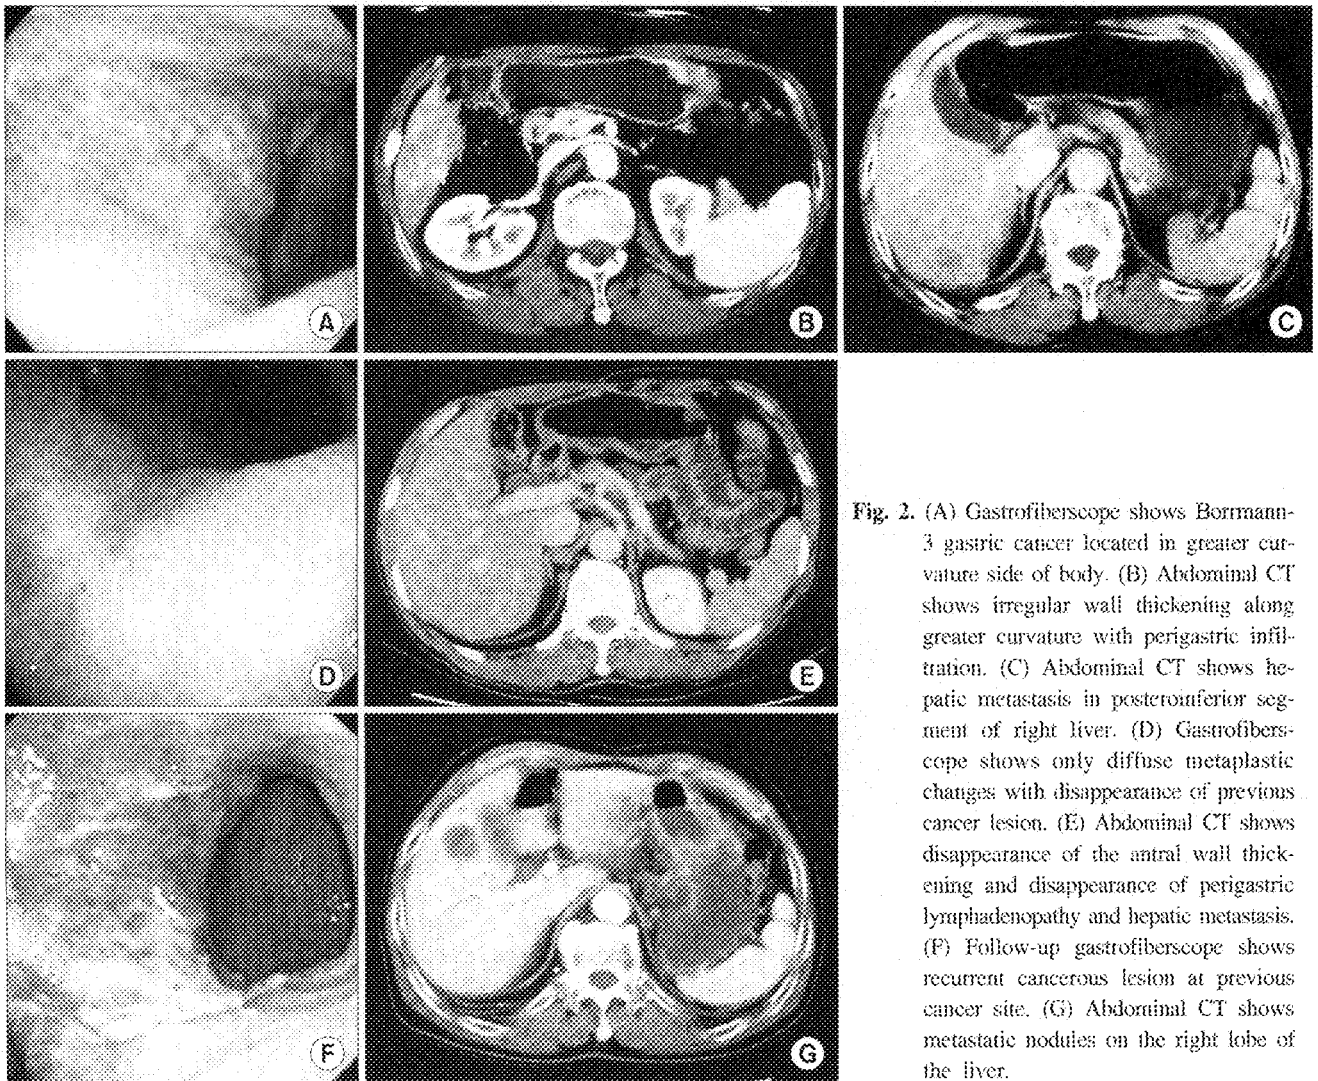 A
B
C
D
E
F
G
Fig. 2. (A) Gastrofiberscope shows Borrmann-
3 gastric cancer located in greater cur-
vature side of body. (B) Abdominal CT
shows irregular wall thickening along
greater curvature with perigastric infil-
tration. (C) Abdominal CT shows he-
patic metastasis in posteroinferior seg-
ment of right liver. (D) Gastrofibers-
cope shows only diffuse metaplastic
changes with disappearance of previous
cancer lesion. (E) Abdominal CT shows
disappearance of the antral wall thick-
ening and disappearance of perigastric
lymphadenopathy and hepatic metastasis.
(F) Follow-up gastrofiberscope shows
recurrent cancerous lesion at previous
cancer site. (G) Abdominal CT shows
metastatic nodules on the right lobe of
the liver.